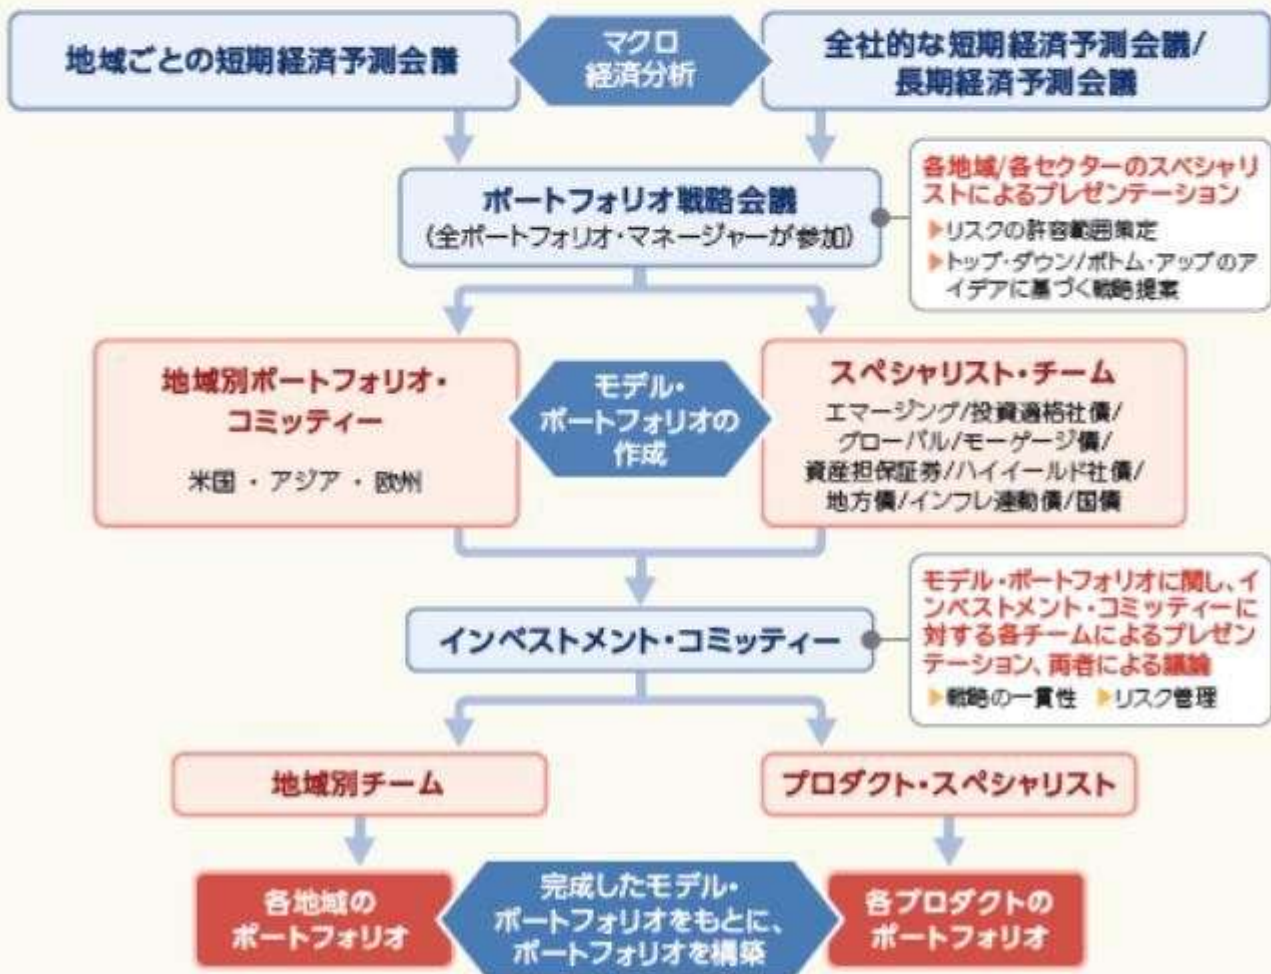 地域ごとの短期経済予測会議
マクロ
経済分析
全社的な短期経済予測会議/
長期経済予測会議
ポートフォリオ戦略会議
(全ポートフォリオ・マネージャーが参加)
各地域/各セクターのスペシャリ
ストによるプレゼンテーション
▶リスクの許容範囲策定
▶トップ・ダウン/ボトム・アップのア
イデアに基づく戦略提案
地域別ポートフォリオ・
コミッティー
米国 ・ アジア ・ 欧州
モデル・
ポートフォリオの
作成
スペシャリスト・チーム
エマージング/投資適格社債/
グローバル/モーゲージ債/
資産担保証券/ハイイールド社債/
地方債/インフレ連動債/国債
インベストメント・コミッティー
モデル・ポートフォリオに関し、イ
ンベストメント・コミッティーに
対する各チームによるプレゼン
テーション、両者による議論
▶戦略の一貫性 ▶リスク管理
地域別チーム
プロダクト・スペシャリスト
各地域の
ポートフォリオ
完成したモデル・
ポートフォリオをもとに、
ポートフォリオを構築
各プロダクトの
ポートフォリオ